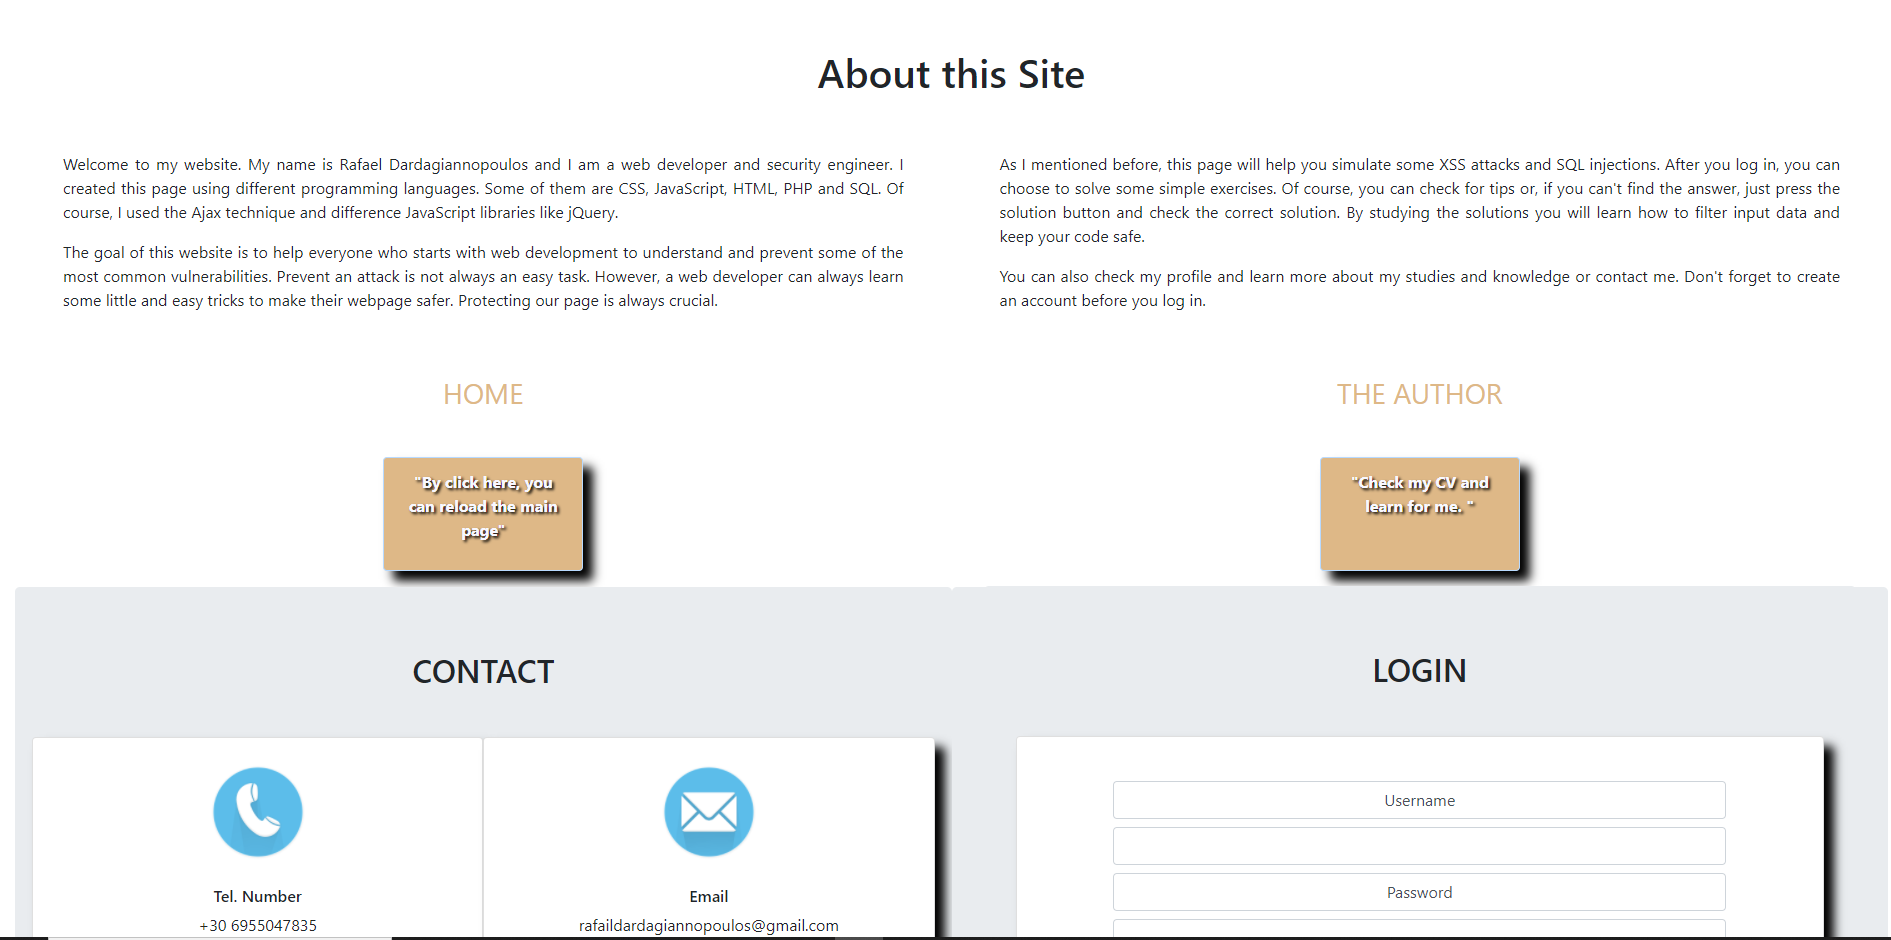 About this Site
Welcome to my website. My name is Rafael Dardagiannopoulos and I am a web developer and security engineer. I
created this page using different programming languages. Some of them are CSS, JavaScript, HTML, PHP and SQL. Of
course, I used the Ajax technique and difference JavaScript libraries like jQuery.
The goal of this website is to help everyone who starts with web development to understand and prevent some of the
most common vulnerabilities. Prevent an attack is not always an easy task. However, a web developer can always learn
some little and easy tricks to make their webpage safer. Protecting our page is always crucial.
As I mentioned before, this page will help you simulate some XSS attacks and SQL injections. After you log in, you can
choose to solve some simple exercises. Of course, you can check for tips or, if you can't find the answer, just press the
solution button and check the correct solution. By studying the solutions you will learn how to filter input data and
keep your code safe.
You can also check my profile and learn more about my studies and knowledge or contact me. Don't forget to create
an account before you log in.
HOME
"By click here, you
can reload the main
page"
THE AUTHOR
"Check my CV and
learn for me. "
CONTACT
Tel. Number
+30 6955047835
Email
rafaildardagiannopoulos@gmail.com
LOGIN
Username
Password